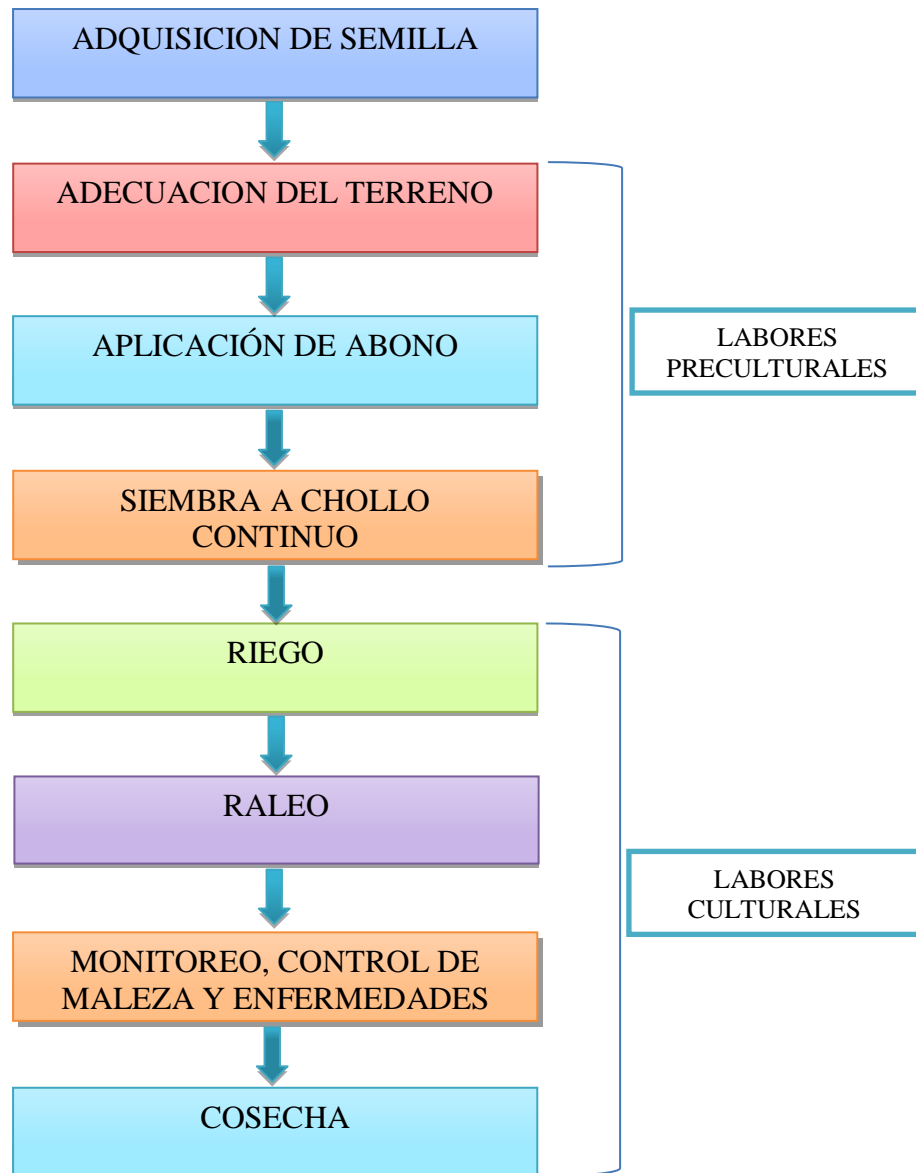 ADQUISICION DE SEMILLA
ADECUACION DEL TERRENO
APLICACIÓN DE ABONO
LABORES
PRECULTURALES
SIEMBRA A CHOLLO
CONTINUO
RIEGO
RALEO
LABORES
CULTURALES
MONITOREO, CONTROL DE
MALEZA Y ENFERMEDADES
COSECHA